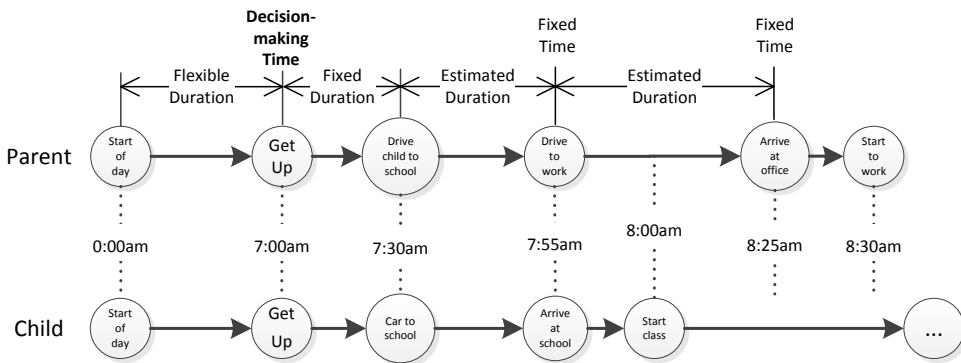 Decision-
making
Time
Fixed
Time
Fixed
Time
Flexible
Duration
Fixed
Duration
Estimated
Duration
Estimated
Duration
Parent
Start
of
day
Get
Up
Drive
child to
school
Drive
to
work
Arrive
at
office
Start
to
work
0:00am
7:00am
7:30am
7:55am
8:00am
8:25am
8:30am
Child
Start
of
day
Get
Up
Car to
school
Arrive
at
school
Start
class
...